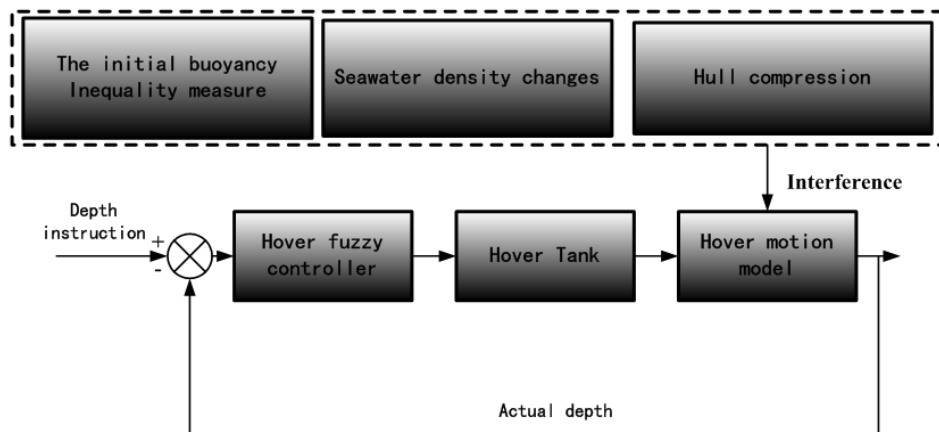 The initial buoyancy
Inequality measure
Seawater density changes
Hull compression
Interference
Depth
instruction
+
-
Hover fuzzy
controller
Hover Tank
Hover motion
model
Actual depth